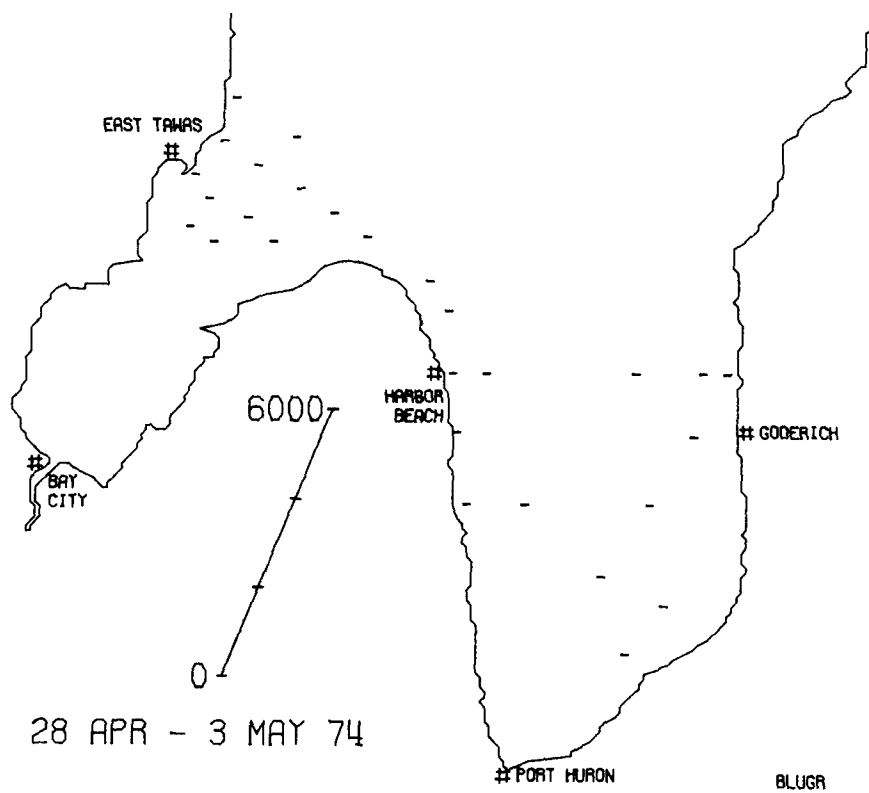 EAST TAWAS
#
#
HARBOR
BEACH
6000
# GODERICH
#
BAY
CITY
0
28 APR - 3 MAY 74
# PORT HURON
BLUGR